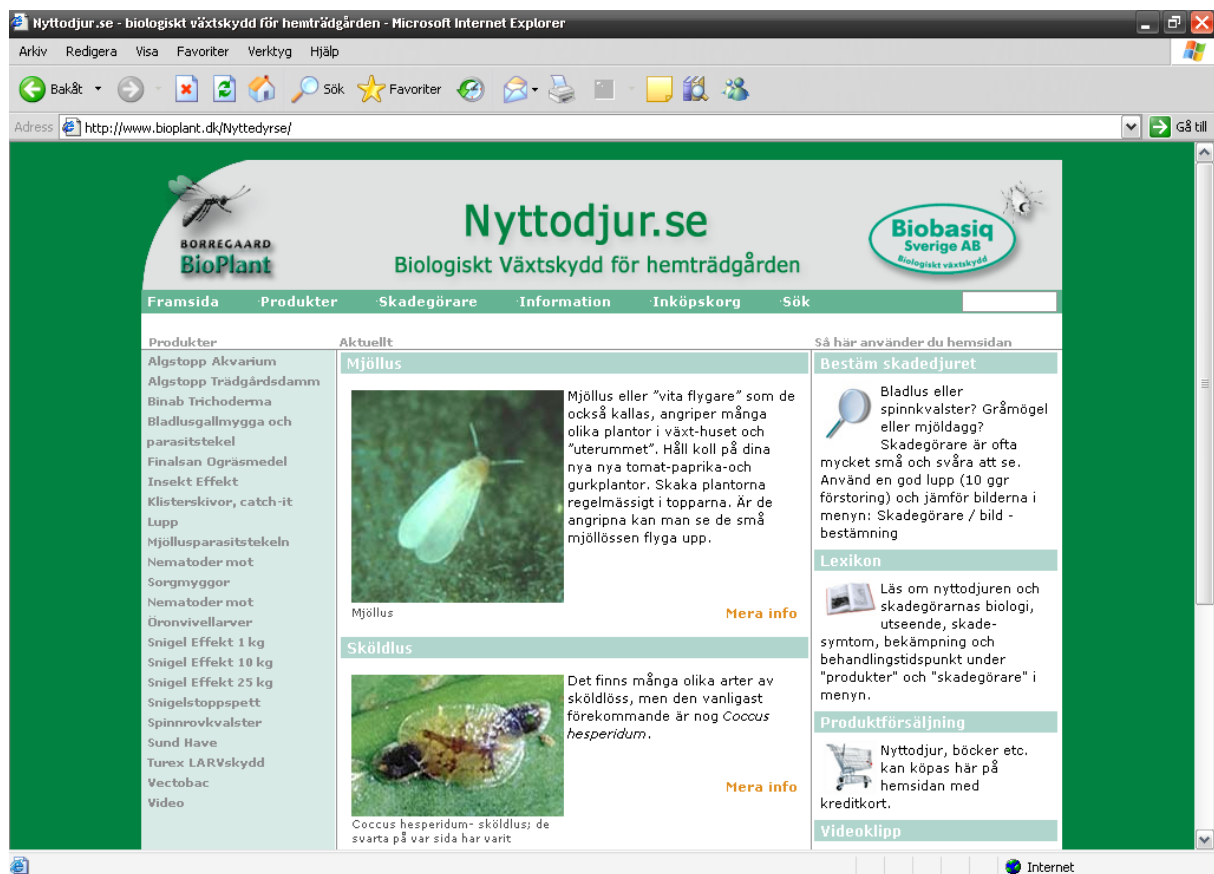 Nyttodjur.se - biologiskt växtskydd för hemträdgården - Microsoft Internet Explorer
Arkiv Redigera Visa Favoriter Verktyg Hjälp
Bakåt Sök Favoriter
Adress http://www.bioplant.dk/Nyttedyrse/ Gå till
BORREGAARD
BioPlant
Nyttodjur.se
Biologiskt Växtskydd för hemträdgården
Biobasiq
Sverige AB
Biologiskt växtskydd
Framsida ·Produkter ·Skadegörare ·Information ·Inköpskorg ·Sök
Produkter
Algstopp Akvarium
Algstopp Trädgårdsdamm
Binab Trichoderma
Bladlusgallmygga och
parasitstekel
Finalsan Ogräsmedel
Insekt Effekt
Klisterskivor, catch-it
Lupp
Mjöllusparasitstekeln
Nematoder mot
Sorgmyggor
Nematoder mot
Öronvivellarver
Snigel Effekt 1 kg
Snigel Effekt 10 kg
Snigel Effekt 25 kg
Snigelstoppspett
Spinnrovkvalster
Sund Have
Turex LARVskydd
Vectobac
Video
Aktuellt
Mjöllus
Mjöllus eller "vita flygare" som de
också kallas, angriper många
olika plantor i växt-huset och
"uterummet". Håll koll på dina
nya nya tomat-paprika-och
gurkplantor. Skaka plantorna
regelmässigt i topparna. Är de
angripna kan man se de små
mjöllössen flyga upp.
Mjöllus
Mera info
Sköldlus
Det finns många olika arter av
sköldlöss, men den vanligast
förekommande är nog Coccus
hesperidum.
Mera info
Coccus hesperidum- sköldlus; de
svarta på var sida har varit
Så här använder du hemsidan
Bestäm skadedjuret
Bladlus eller
spinnkvalster? Gråmögel
eller mjöldagg?
Skadegörare är ofta
mycket små och svåra att se.
Använd en god lupp (10 ggr
förstoring) och jämför bilderna i
menyn: Skadegörare / bild -
bestämning
Lexikon
Läs om nyttodjuren och
skadegörarnas biologi,
utseende, skade-
symtom, bekämpning och
behandlingstidspunkt under
"produkter" och "skadegörare" i
menyn.
Produktförsäljning
Nyttodjur, böcker etc.
kan köpas här på
hemsidan med
kreditkort.
Videoklipp
Internet